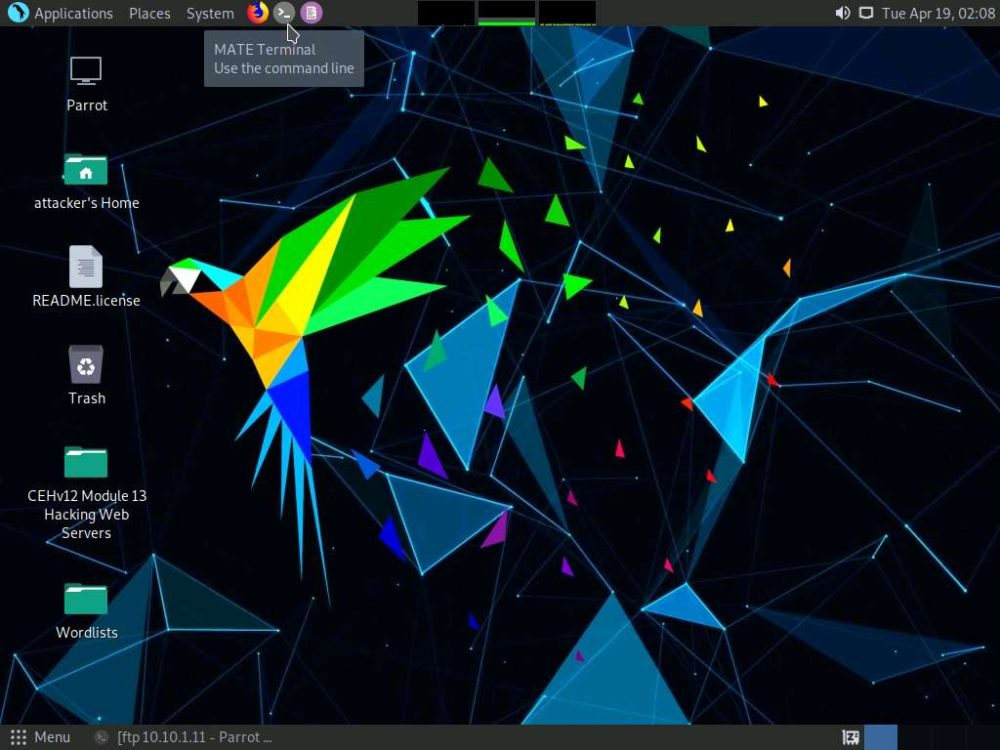 Applications Places System Tue Apr 19, 02:08
MATE Terminal
Use the command line
Parrot
attacker's Home
README.license
Trash
CEHv12 Module 13
Hacking Web
Servers
Wordlists
Menu [ftp 10.10.1.11 - Parrot ...